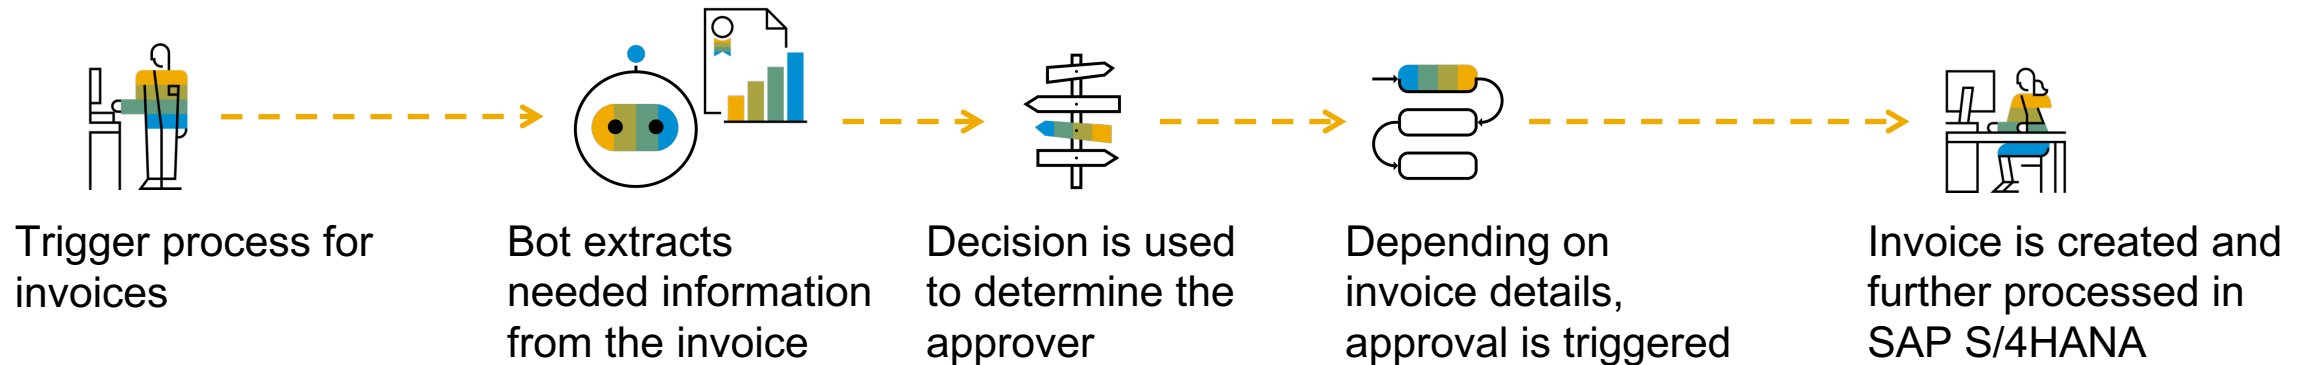 Trigger process for
invoices
Bot extracts
needed information
from the invoice
Decision is used
to determine the
approver
Depending on
invoice details,
approval is triggered
Invoice is created and
further processed in
SAP S/4HANA